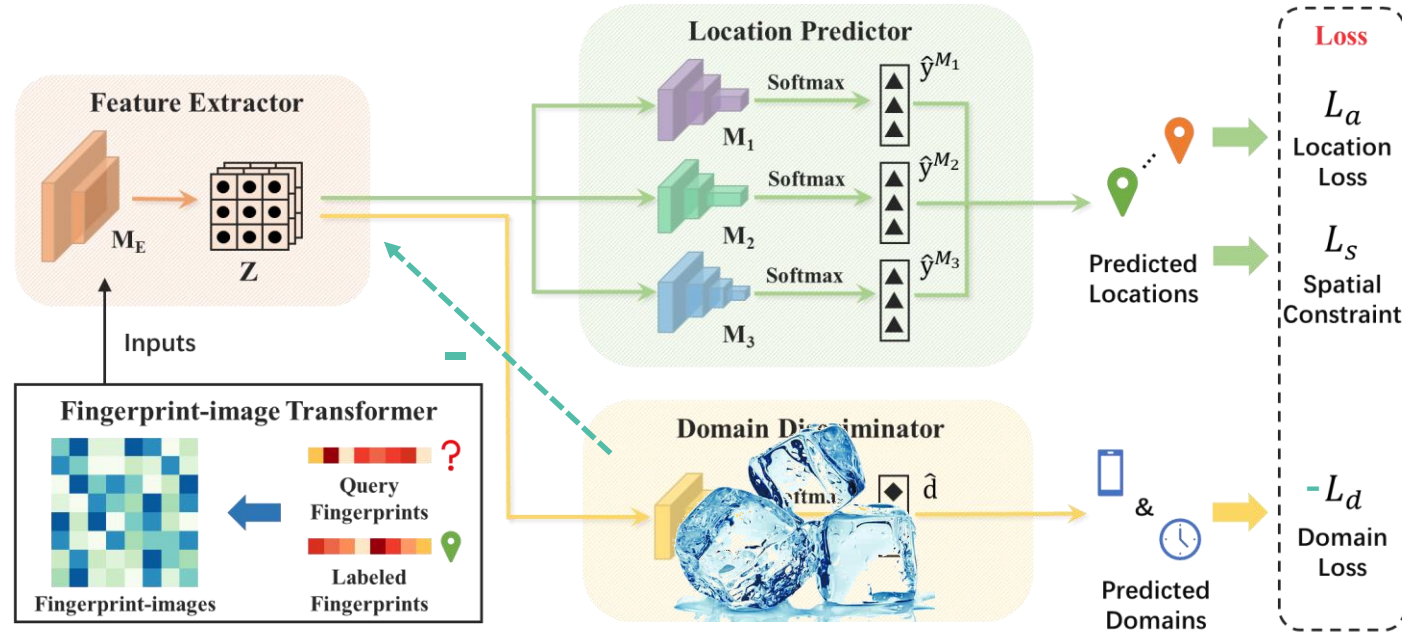 Feature Extractor
M_E
Z
Inputs
Fingerprint-image Transformer
Fingerprint-images
Query
Fingerprints
?
Labeled
Fingerprints
-
Location Predictor
Softmax
ŷ^{M_1}
M_1
Softmax
ŷ^{M_2}
M_2
Softmax
ŷ^{M_3}
M_3
Domain
d̂
...
Predicted
Locations
&
Predicted
Domains
Loss
L_a
Location
Loss
L_s
Spatial
Constraint
-L_d
Domain
Loss